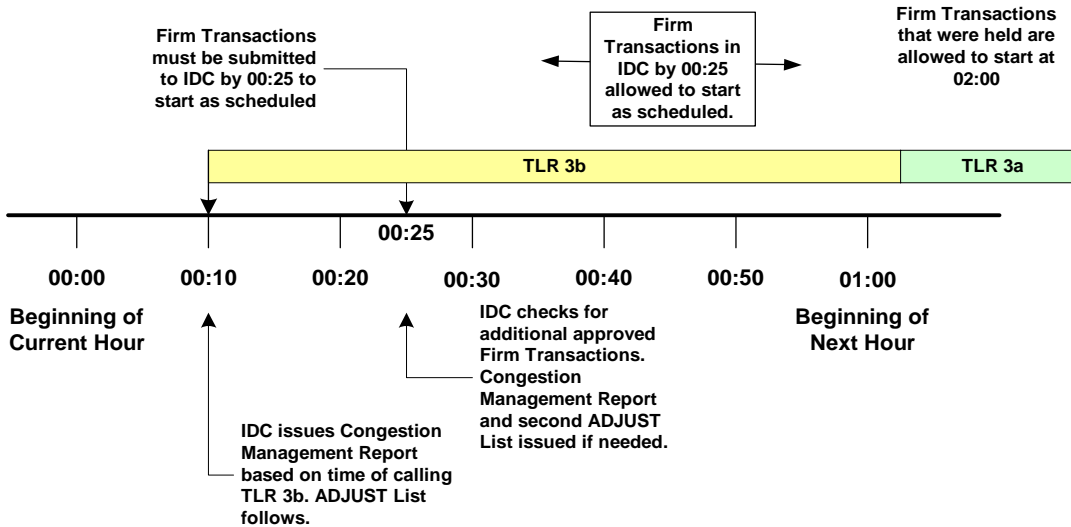 Firm Transactions
must be submitted
to IDC by 00:25 to
start as scheduled
Firm
Transactions in
IDC by 00:25
allowed to start
as scheduled.
Firm Transactions
that were held are
allowed to start at
02:00
TLR 3b
TLR 3a
00:25
00:00
00:10
00:20
00:30
00:40
00:50
01:00
Beginning of
Current Hour
Beginning of
Next Hour
IDC checks for
additional approved
Firm Transactions.
Congestion
Management Report
and second ADJUST
List issued if needed.
IDC issues Congestion
Management Report
based on time of calling
TLR 3b. ADJUST List
follows.